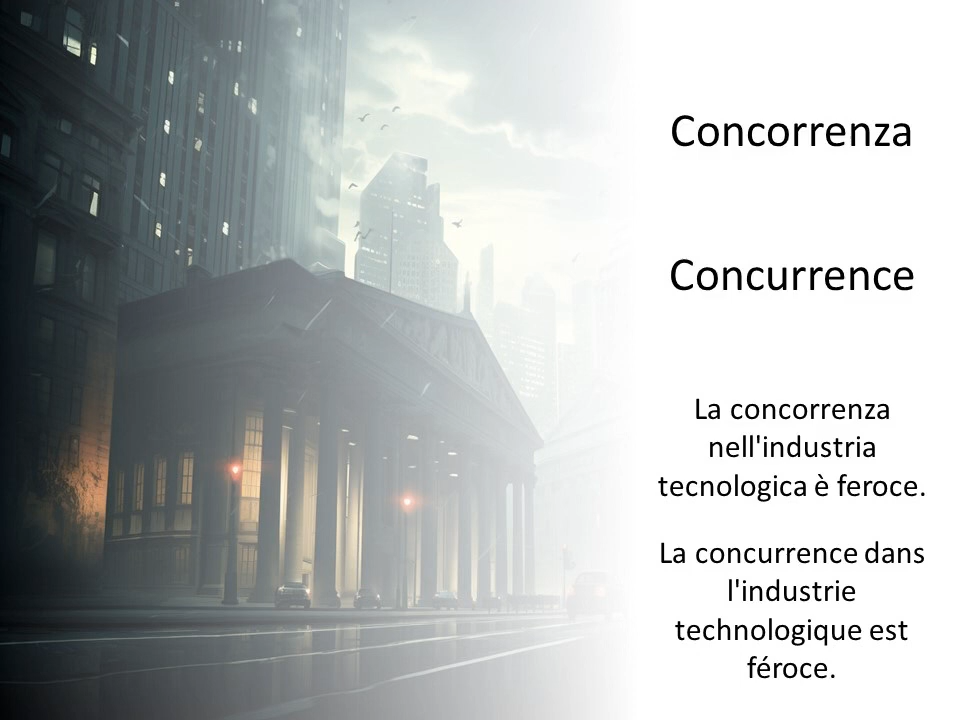 Concorrenza
Concurrence
La concorrenza
nell'industria
tecnologica è feroce.
La concurrence dans
l'industrie
technologique est
féroce.